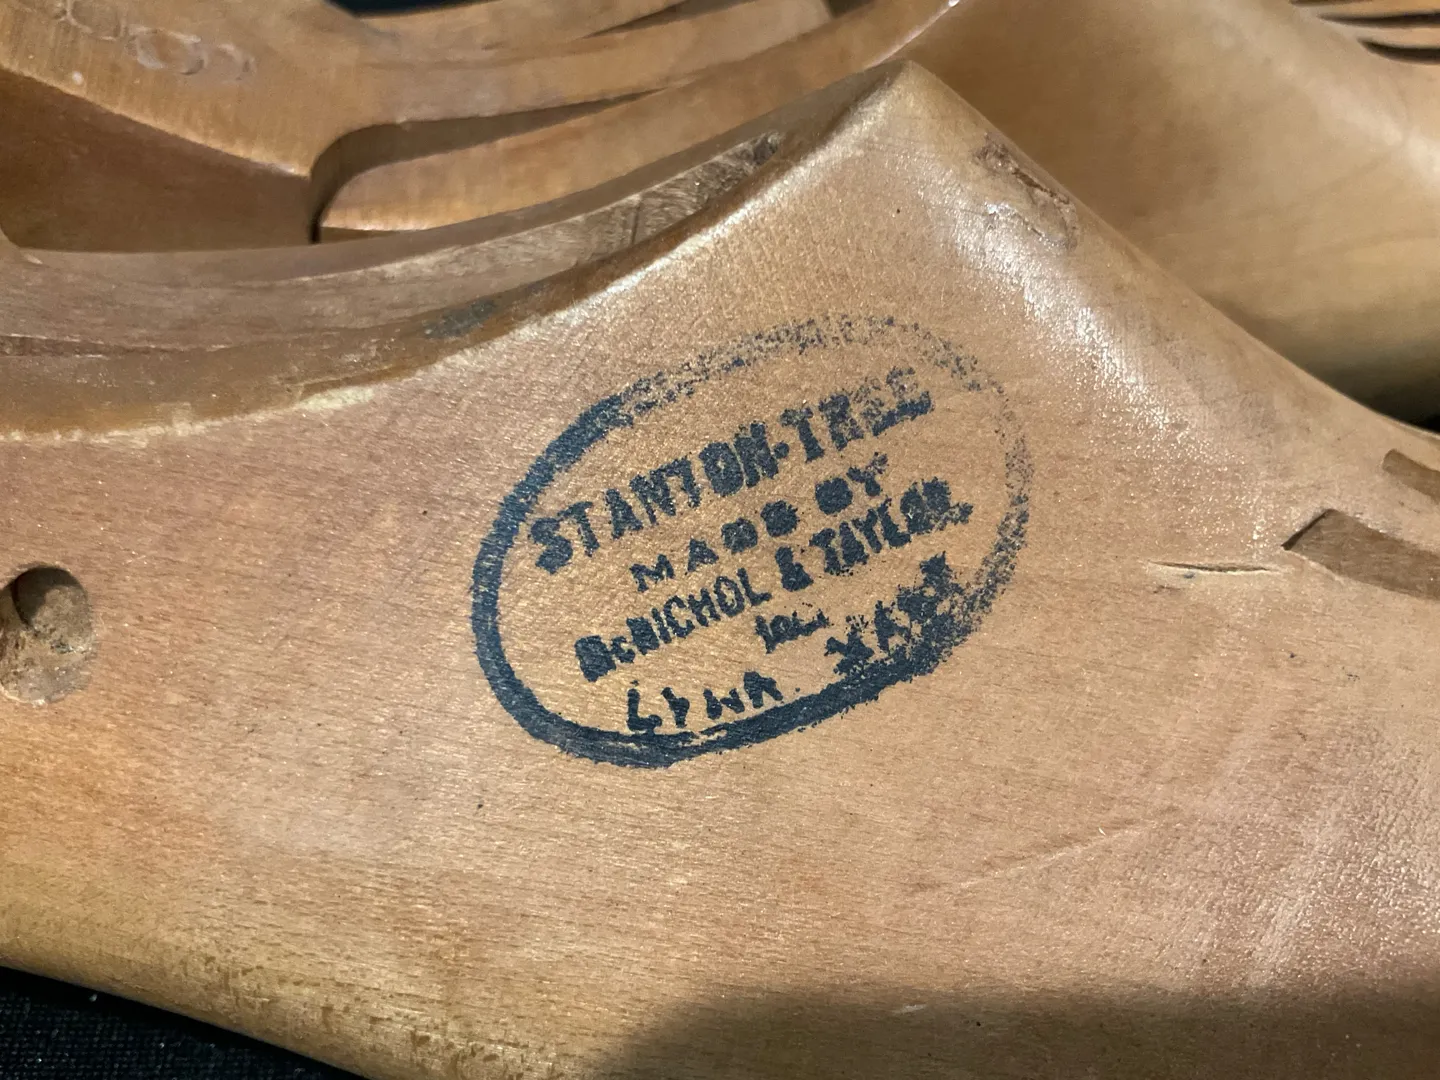 STANTON-TREE
MADE BY
McNICHOL & TAYLOR
INC.
LYNN. MASS.